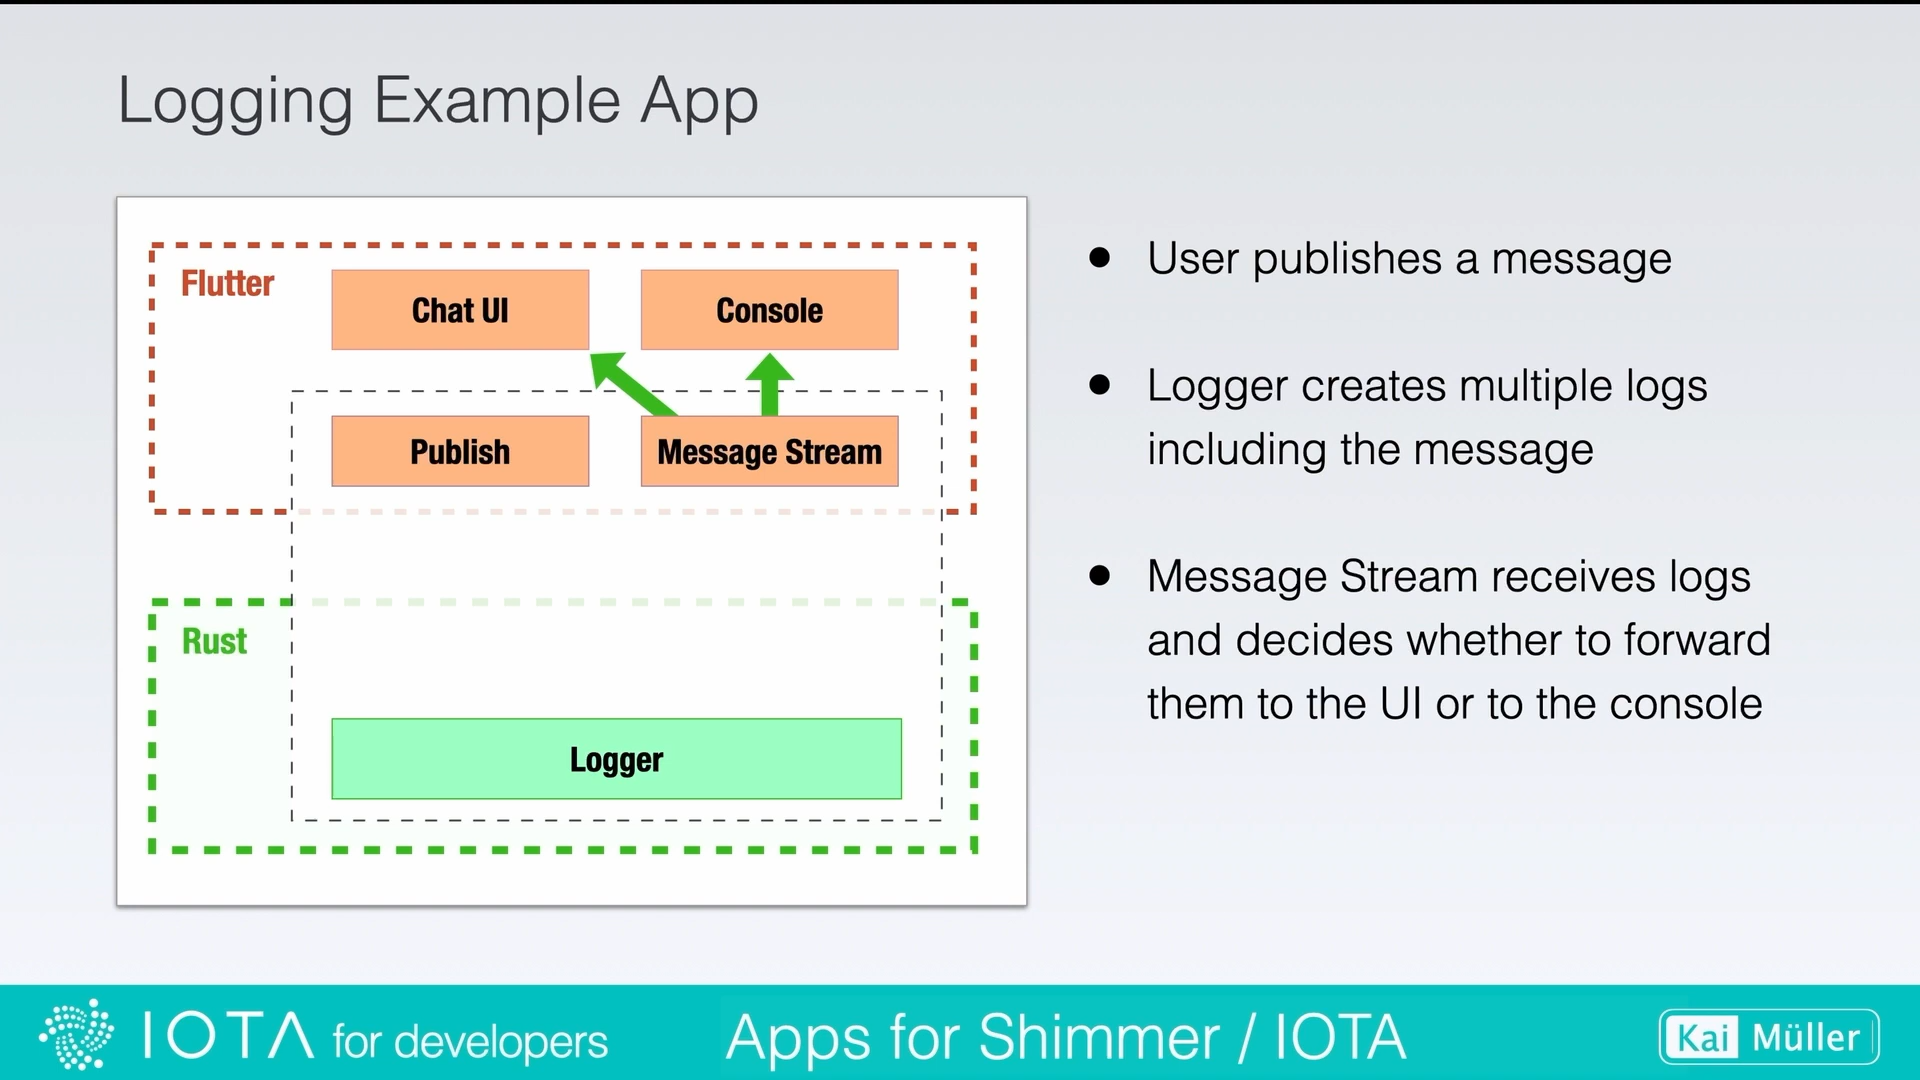 Logging Example App
Flutter
Chat UI
Console
Publish
Message Stream
Rust
Logger
● User publishes a message
● Logger creates multiple logs
including the message
● Message Stream receives logs
and decides whether to forward
them to the UI or to the console
IOTA for developers
Apps for Shimmer / IOTA
Kai Müller